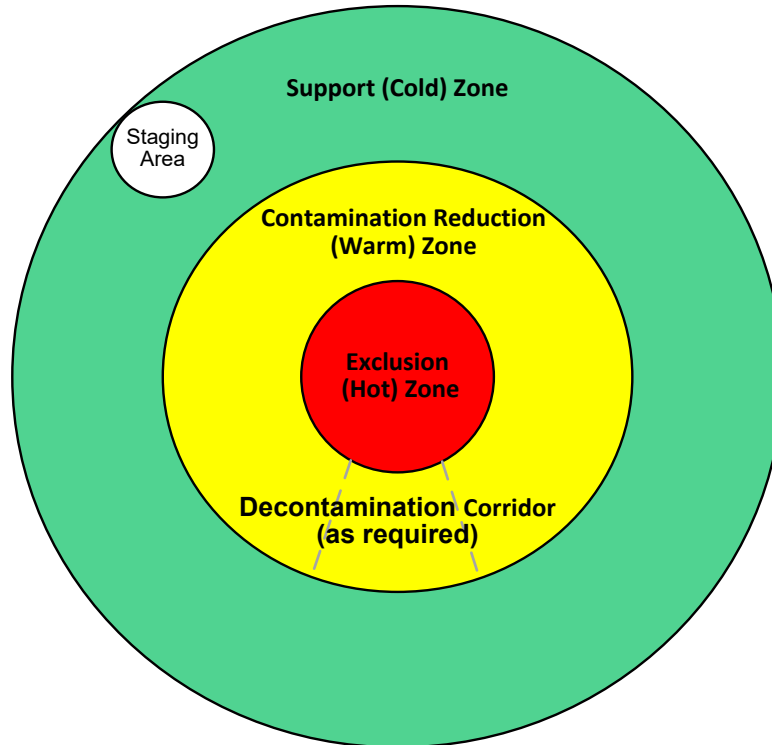 Support (Cold) Zone
Staging
Area
Contamination Reduction
(Warm) Zone
Exclusion
(Hot) Zone
Decontamination Corridor
(as required)